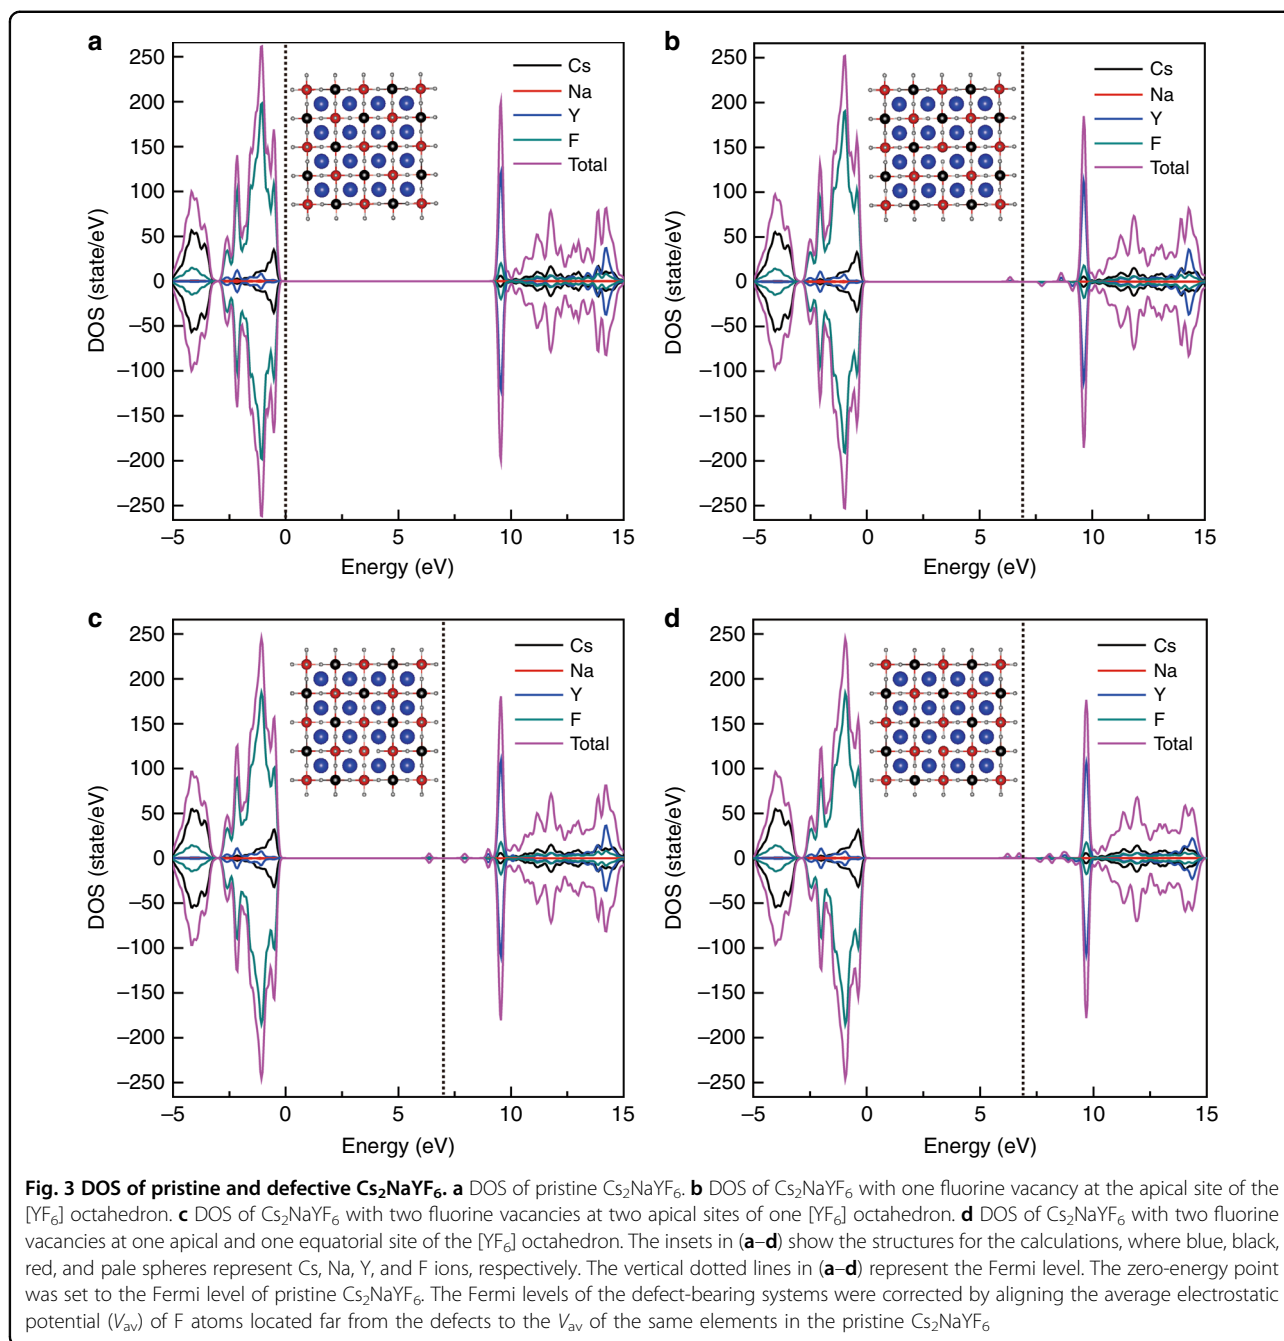 a
250
200
150
100
50
0
−50
−100
−150
−200
−250
DOS (state/eV)
Cs
Na
Y
F
Total
−5 0 5 10 15
Energy (eV)
b
250
200
150
100
50
0
−50
−100
−150
−200
−250
DOS (state/eV)
Cs
Na
Y
F
Total
−5 0 5 10 15
Energy (eV)
c
250
200
150
100
50
0
−50
−100
−150
−200
−250
DOS (state/eV)
Cs
Na
Y
F
Total
−5 0 5 10 15
Energy (eV)
d
250
200
150
100
50
0
−50
−100
−150
−200
−250
DOS (state/eV)
Cs
Na
Y
F
Total
−5 0 5 10 15
Energy (eV)
Fig. 3 DOS of pristine and defective Cs₂NaYF₆. a DOS of pristine Cs₂NaYF₆. b DOS of Cs₂NaYF₆ with one fluorine vacancy at the apical site of the
[YF₆] octahedron. c DOS of Cs₂NaYF₆ with two fluorine vacancies at two apical sites of one [YF₆] octahedron. d DOS of Cs₂NaYF₆ with two fluorine
vacancies at one apical and one equatorial site of the [YF₆] octahedron. The insets in (a–d) show the structures for the calculations, where blue, black,
red, and pale spheres represent Cs, Na, Y, and F ions, respectively. The vertical dotted lines in (a–d) represent the Fermi level. The zero-energy point
was set to the Fermi level of pristine Cs₂NaYF₆. The Fermi levels of the defect-bearing systems were corrected by aligning the average electrostatic
potential (Vav) of F atoms located far from the defects to the Vav of the same elements in the pristine Cs₂NaYF₆